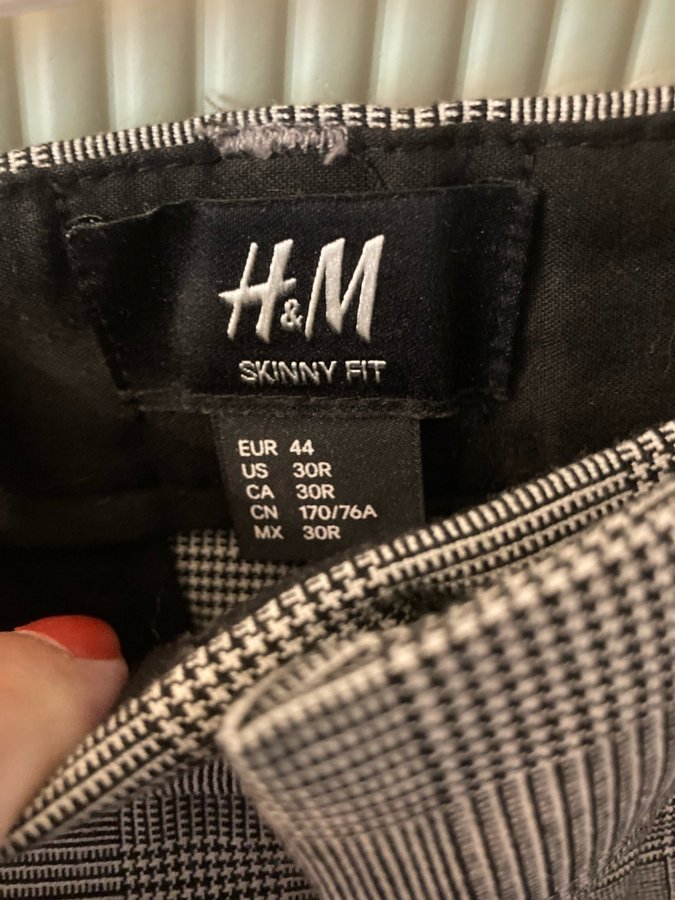 H&M
SKINNY FIT
EUR 44
US 30R
CA 30R
CN 170/76A
MX 30R